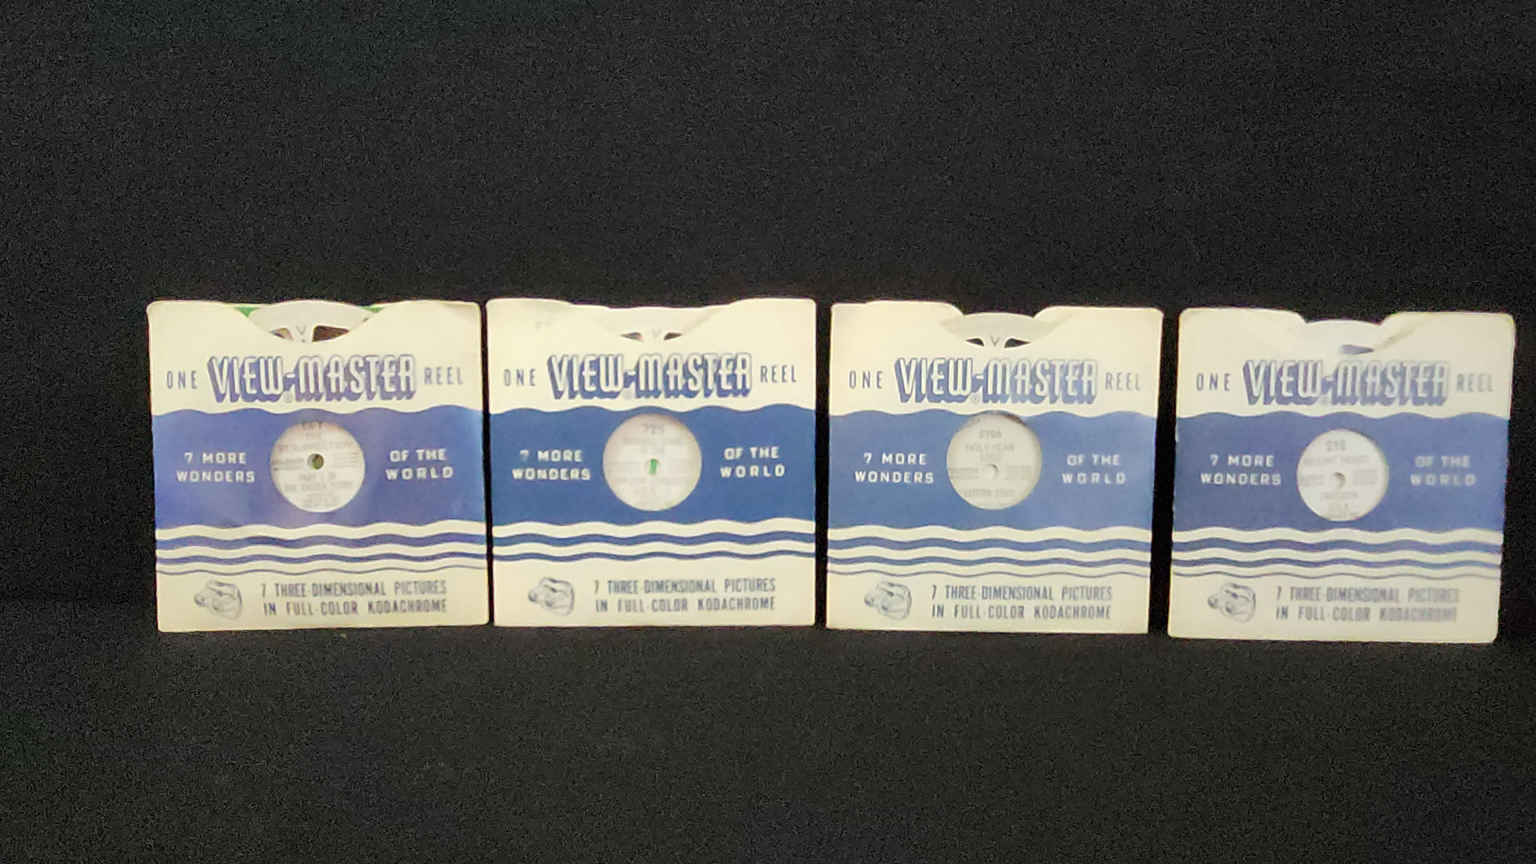 ONE VIEW-MASTER REEL
7 MORE WONDERS
OF THE WORLD
7 THREE-DIMENSIONAL PICTURES
IN FULL-COLOR KODACHROME
ONE VIEW-MASTER REEL
725
7 MORE WONDERS
OF THE WORLD
7 THREE-DIMENSIONAL PICTURES
IN FULL-COLOR KODACHROME
ONE VIEW-MASTER REEL
7 MORE WONDERS
OF THE WORLD
7 THREE-DIMENSIONAL PICTURES
IN FULL-COLOR KODACHROME
ONE VIEW-MASTER REEL
7 MORE WONDERS
OF THE WORLD
7 THREE-DIMENSIONAL PICTURES
IN FULL-COLOR KODACHROME